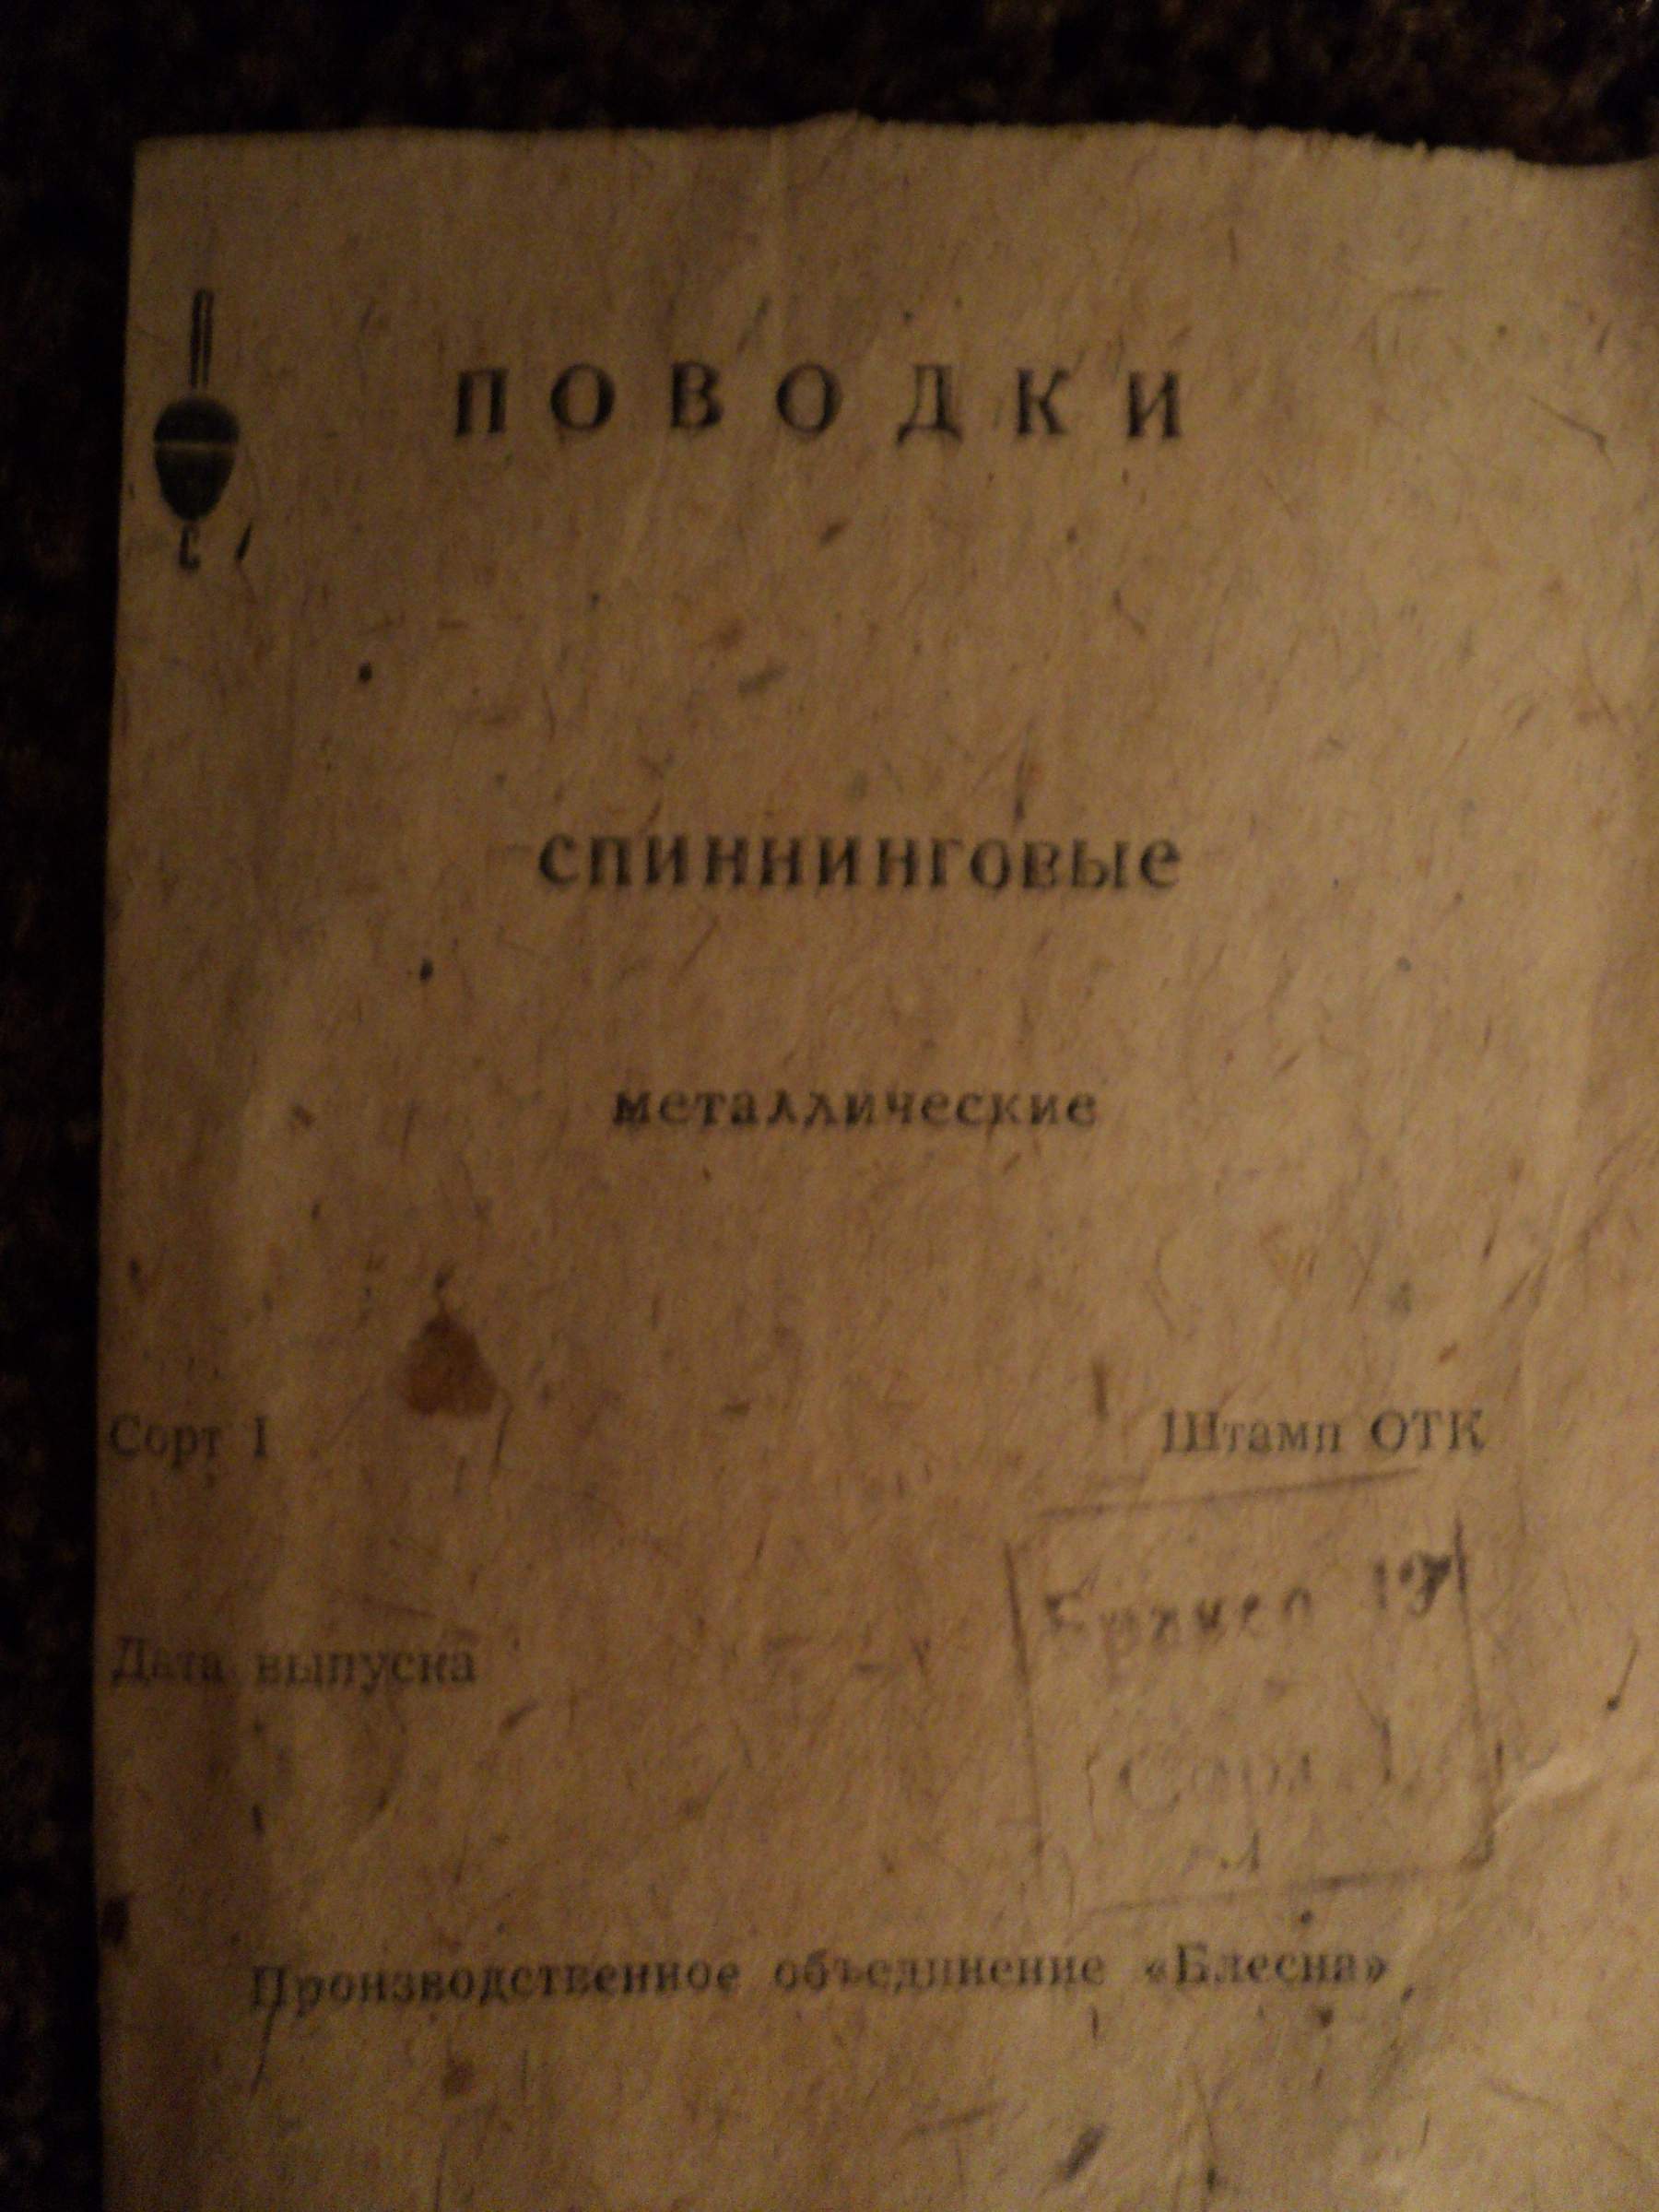 ПОВОДКИ
спиннинговые
металлические
Сорт I
Штамп ОТК
Дата выпуска
Производственное объединение «Блесна»